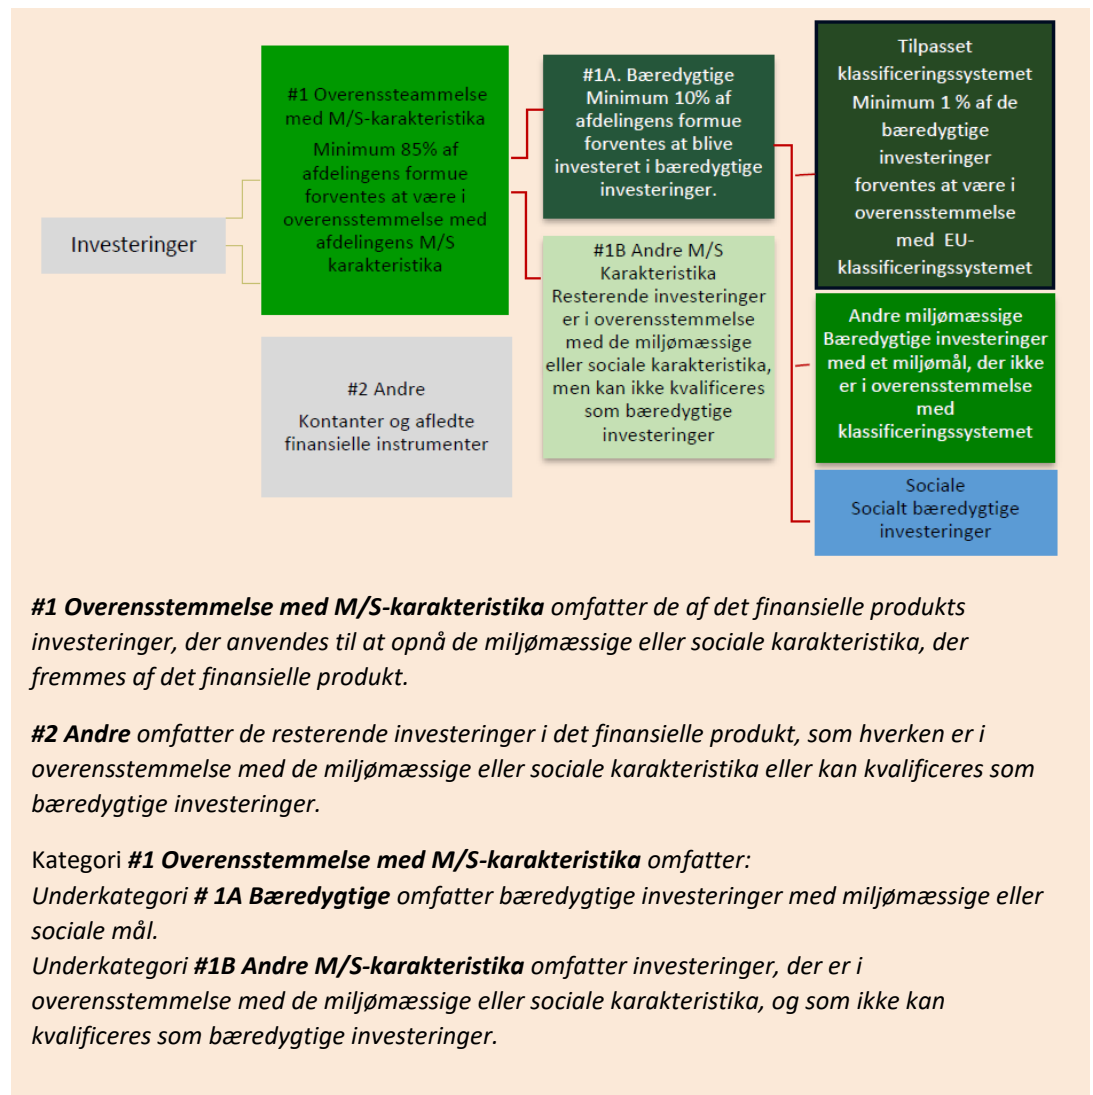 Investeringer
#1 Overenssteammelse
med M/S-karakteristika
Minimum 85% af
afdelingens formue
forventes at være i
overensstemmelse med
afdelingens M/S
karakteristika
#2 Andre
Kontanter og afledte
finansielle instrumenter
#1A. Bæredygtige
Minimum 10% af
afdelingens formue
forventes at blive
investeret i bæredygtige
investeringer.
#1B Andre M/S
Karakteristika
Resterende investeringer
er i overensstemmelse
med de miljømæssige
eller sociale karakteristika,
men kan ikke kvalificeres
som bæredygtige
investeringer
Tilpasset
klassificeringssystemet
Minimum 1 % af de
bæredygtige
investeringer
forventes at være i
overensstemmelse
med EU-
klassificeringssystemet
Andre miljømæssige
Bæredygtige investeringer
med et miljømål, der ikke
er i overensstemmelse
med
klassificeringssystemet
Sociale
Socialt bæredygtige
investeringer
#1 Overensstemmelse med M/S-karakteristika omfatter de af det finansielle produkts
investeringer, der anvendes til at opnå de miljømæssige eller sociale karakteristika, der
fremmes af det finansielle produkt.
#2 Andre omfatter de resterende investeringer i det finansielle produkt, som hverken er i
overensstemmelse med de miljømæssige eller sociale karakteristika eller kan kvalificeres som
bæredygtige investeringer.
Kategori #1 Overensstemmelse med M/S-karakteristika omfatter:
Underkategori # 1A Bæredygtige omfatter bæredygtige investeringer med miljømæssige eller
sociale mål.
Underkategori #1B Andre M/S-karakteristika omfatter investeringer, der er i
overensstemmelse med de miljømæssige eller sociale karakteristika, og som ikke kan
kvalificeres som bæredygtige investeringer.